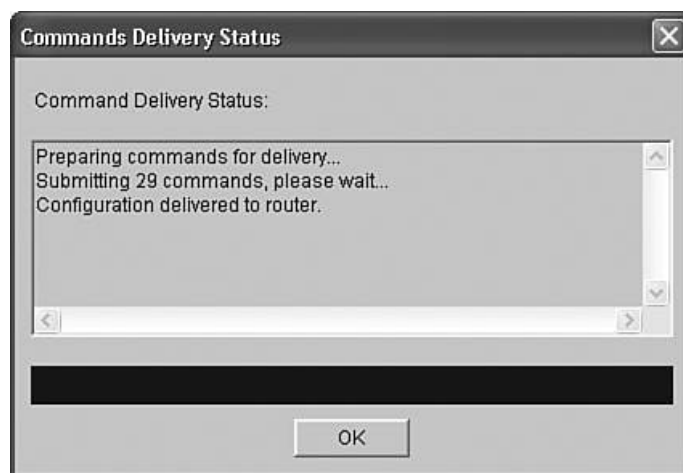 Commands Delivery Status
Command Delivery Status:
Preparing commands for delivery...
Submitting 29 commands, please wait...
Configuration delivered to router.
OK